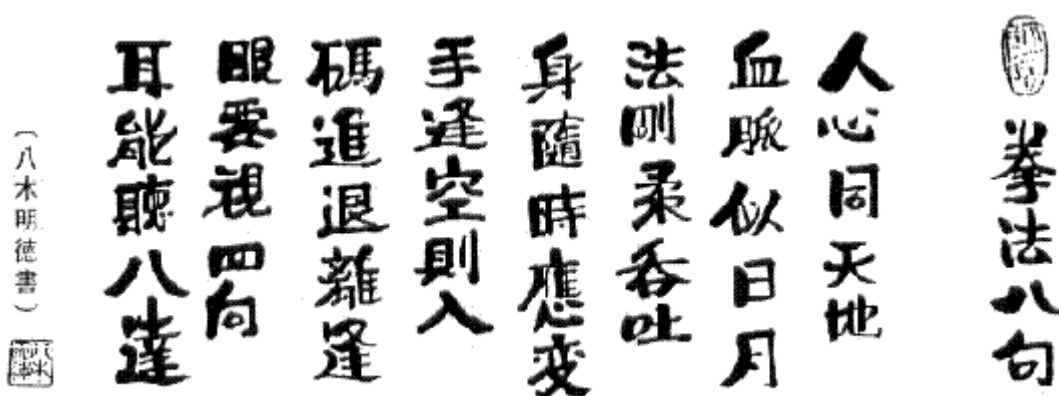 拳法八句
人心同天地
血脈似日月
法剛柔呑吐
身隨時應変
手逢空則入
碼進退離逢
眼要視四向
耳能聽八達
（八木明徳書）